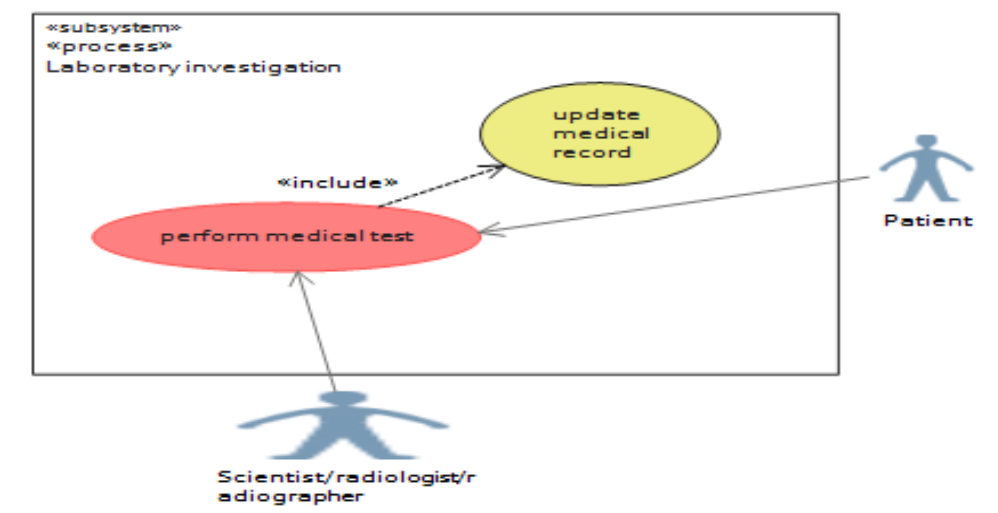 «subsystem»
«process»
Laboratory investigation
update
medical
record
«include»
perform medical test
Patient
Scientist/radiologist/r
adiographer